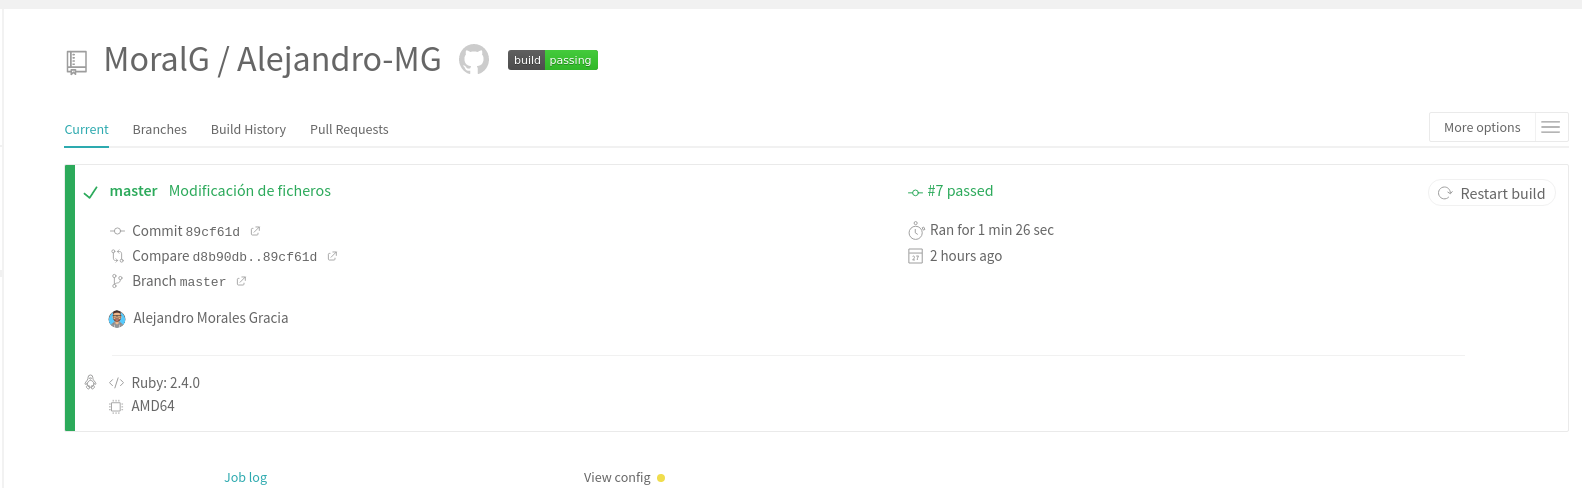 MoralG / Alejandro-MG
build passing
Current Branches Build History Pull Requests
More options
master Modificación de ficheros
#7 passed
Restart build
Commit 89cf61d
Ran for 1 min 26 sec
Compare d8b90db..89cf61d
2 hours ago
Branch master
Alejandro Morales Gracia
</> Ruby: 2.4.0
AMD64
Job log View config